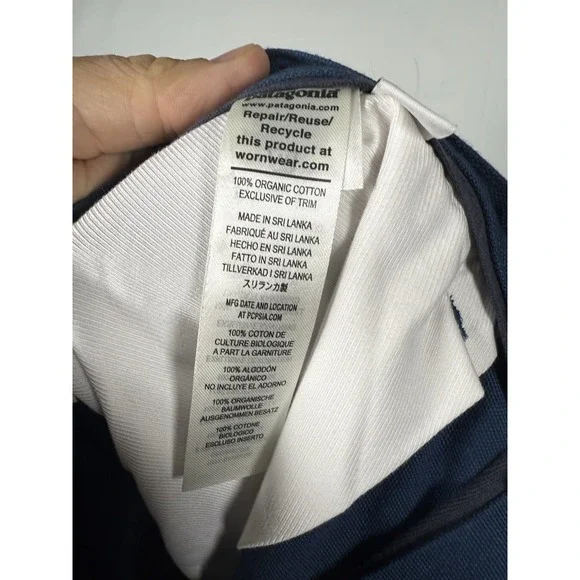 patagonia
www.patagonia.com
Repair/Reuse/
Recycle
this product at
wornwear.com
100% ORGANIC COTTON
EXCLUSIVE OF TRIM
MADE IN SRI LANKA
FABRIQUÉ AU SRI LANKA
HECHO EN SRI LANKA
FATTO IN SRI LANKA
TILLVERKAD I SRI LANKA
スリランカ製
MFG DATE AND LOCATION
AT PCPSIA.COM
100% COTON DE
CULTURE BIOLOGIQUE
A PART LA GARNITURE
100% ALGODÓN
ORGÁNICO
NO INCLUYE EL ADORNO
100% ORGANISCHE
BAUMWOLLE
AUSGENOMMEN BESATZ
100% COTONE
BIOLOGICO
ESCLUSO INSERTO